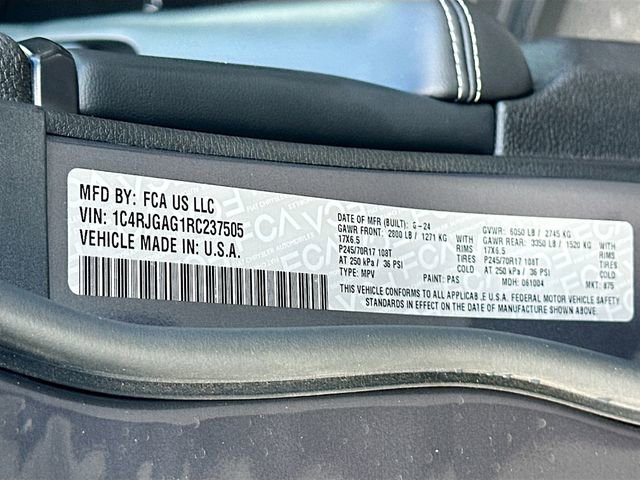 MFD BY: FCA US LLC
VIN: 1C4RJGAG1RC237505
VEHICLE MADE IN: U.S.A.
DATE OF MFR (BUILT): 6-24 GVWR: 6050 LB / 2745 KG
GAWR FRONT: 2800 LB / 1271 KG WITH GAWR REAR: 3350 LB / 1520 KG WITH
17X6.5 RIMS 17X6.5 RIMS
P245/70R17 108T TIRES P245/70R17 108T TIRES
AT 250 kPa / 36 PSI COLD AT 250 kPa / 36 PSI COLD
TYPE: MPV PAINT: PAS MDH: 061004 MKT: 875
THIS VEHICLE CONFORMS TO ALL APPLICABLE U.S.A. FEDERAL MOTOR VEHICLE SAFETY
STANDARDS IN EFFECT ON THE DATE OF MANUFACTURE SHOWN ABOVE.